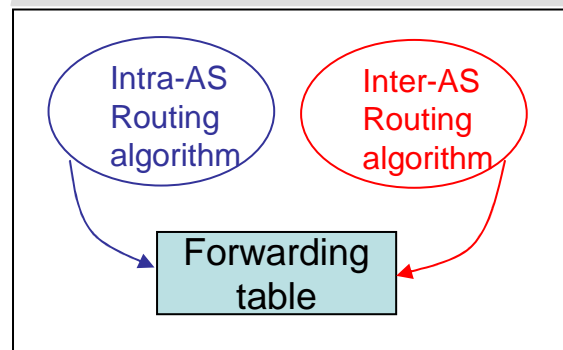 Intra-AS
Routing
algorithm
Inter-AS
Routing
algorithm
Forwarding
table